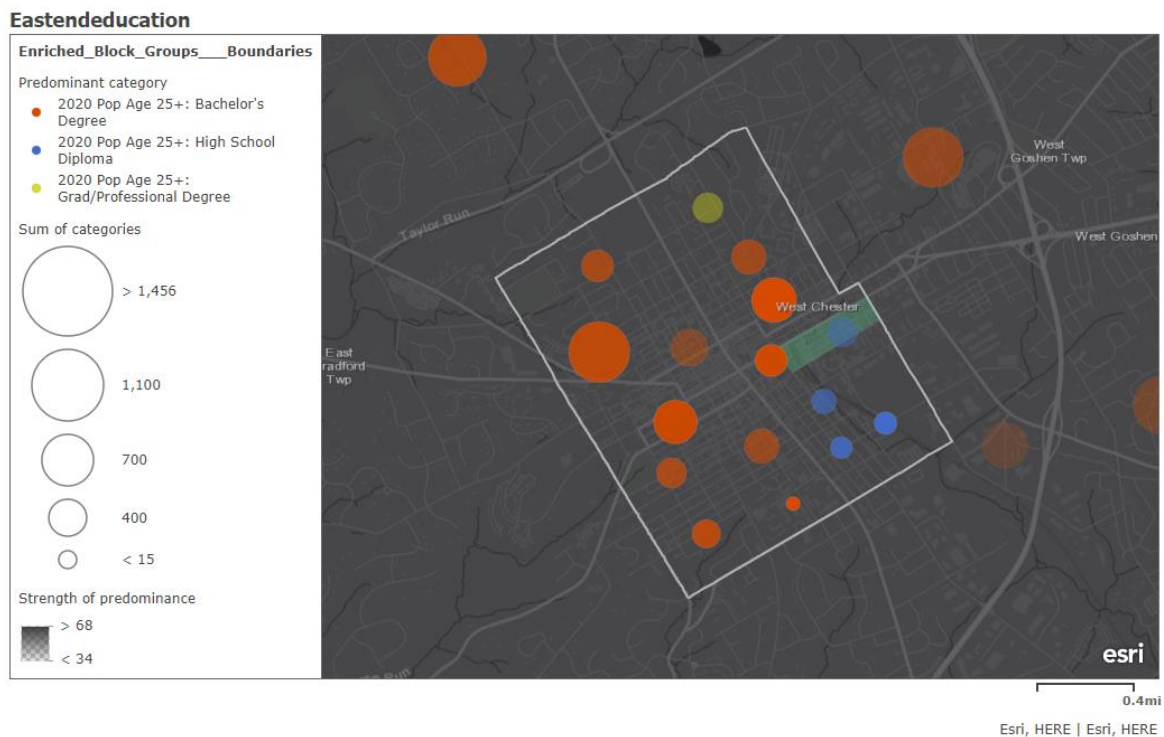 Eastendeducation
Enriched_Block_Groups___Boundaries
Predominant category
2020 Pop Age 25+: Bachelor's
Degree
2020 Pop Age 25+: High School
Diploma
2020 Pop Age 25+:
Grad/Professional Degree
Sum of categories
> 1,456
1,100
700
400
< 15
Strength of predominance
> 68
< 34
Taylor Run
West
Goshen Twp
West Goshen
West Chester
East
radford
Twp
Run
esri
0.4mi
Esri, HERE | Esri, HERE